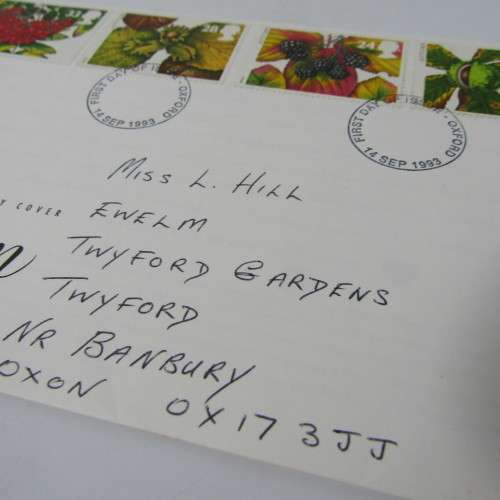 FIRST DAY OF ISSUE · OXFORD ·
14 SEP 1993
FIRST DAY OF ISSUE · OXFORD ·
14 SEP 1993
MISS L. HILL
Y COVER
EWELM
TWYFORD GARDENS
TWYFORD
NR BANBURY
OXON OX17 3JJ